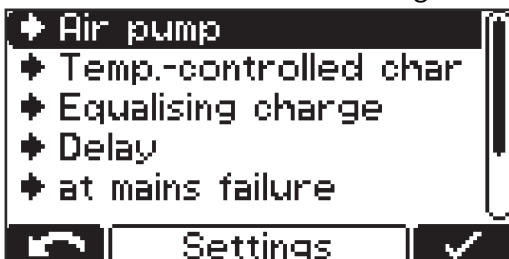 Air pump
Temp.-controlled char
Equalising charge
Delay
at mains failure
Settings